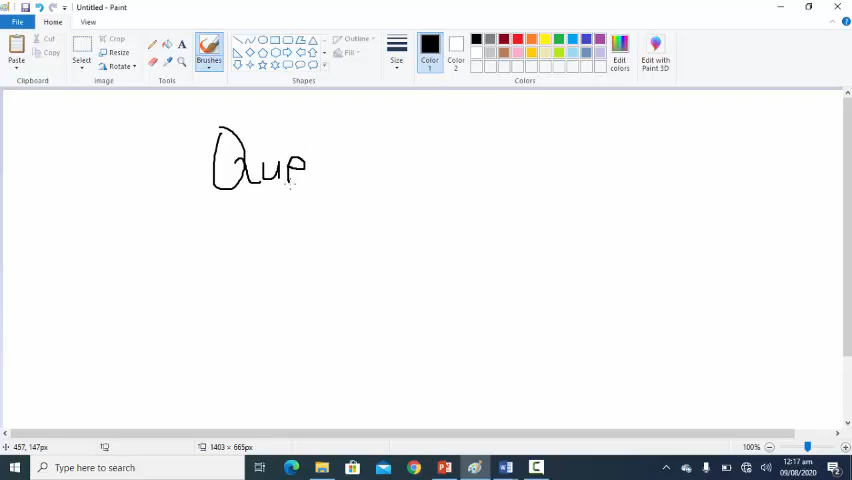 Untitled - Paint
File Home View
Cut Crop Outline
Copy Resize Fill
Paste Select Rotate A Brushes Size Color 1 Color 2 Edit colors Edit with Paint 3D
Clipboard Image Tools Shapes Colors
Que
457, 147px 1403 × 665px 100%
Type here to search 12:17 am
09/08/2020